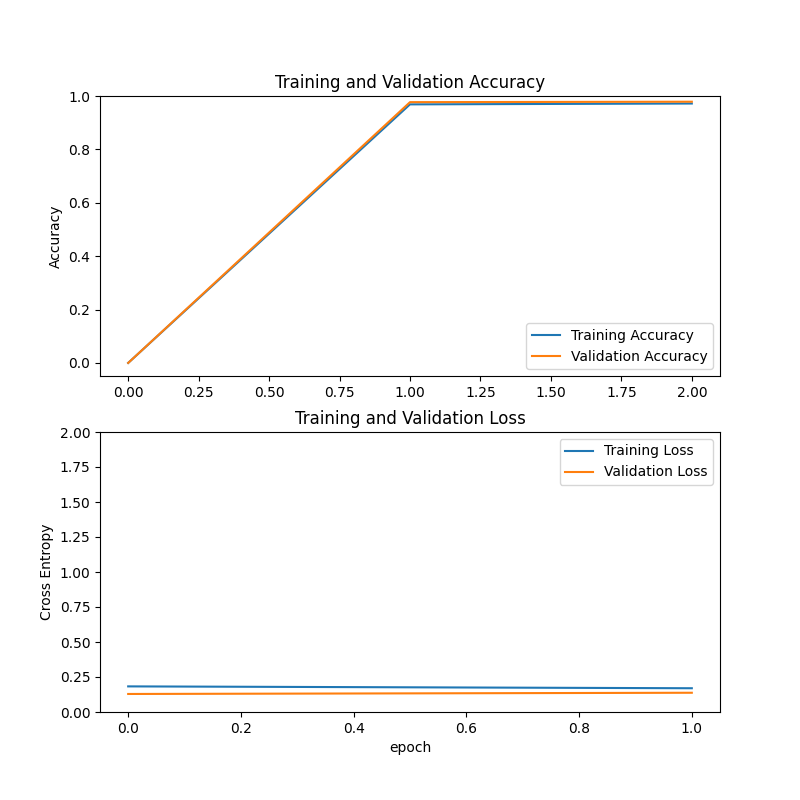 Training and Validation Accuracy
1.0
0.8
0.6
0.4
0.2
0.0
Accuracy
Training Accuracy
Validation Accuracy
0.00 0.25 0.50 0.75 1.00 1.25 1.50 1.75 2.00
Training and Validation Loss
2.00
1.75
1.50
1.25
1.00
0.75
0.50
0.25
0.00
Cross Entropy
Training Loss
Validation Loss
0.0 0.2 0.4 0.6 0.8 1.0
epoch